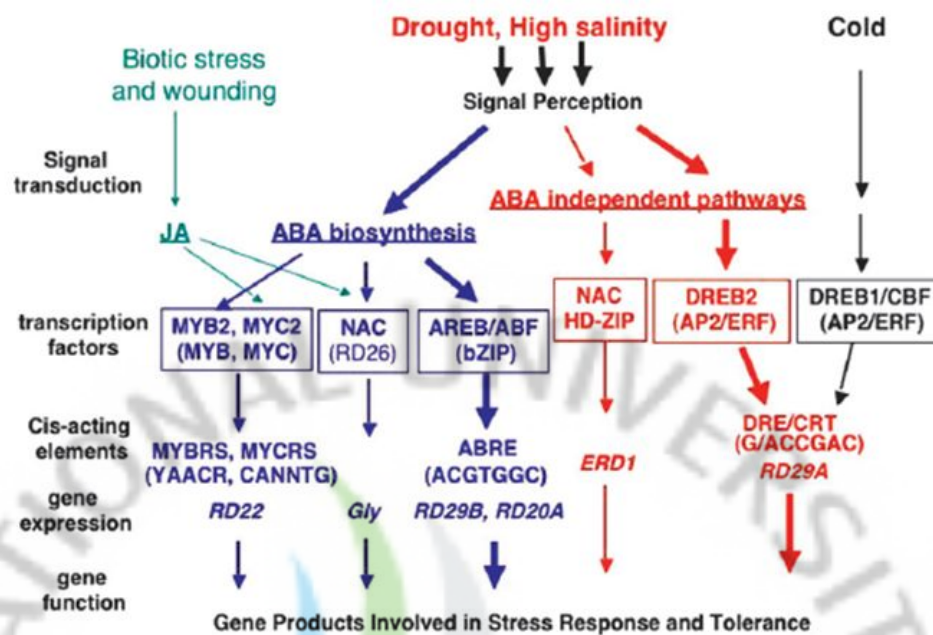 Drought, High salinity
Cold
Biotic stress
and wounding
Signal Perception
Signal
transduction
ABA independent pathways
JA
ABA biosynthesis
transcription
factors
MYB2, MYC2
(MYB, MYC)
NAC
(RD26)
AREB/ABF
(bZIP)
NAC
HD-ZIP
DREB2
(AP2/ERF)
DREB1/CBF
(AP2/ERF)
Cis-acting
elements
MYBRS, MYCRS
(YAACR, CANNTG)
ABRE
(ACGTGGC)
ERD1
DRE/CRT
(G/ACCGAC)
RD29A
gene
expression
RD22
Gly
RD29B, RD20A
gene
function
Gene Products Involved in Stress Response and Tolerance